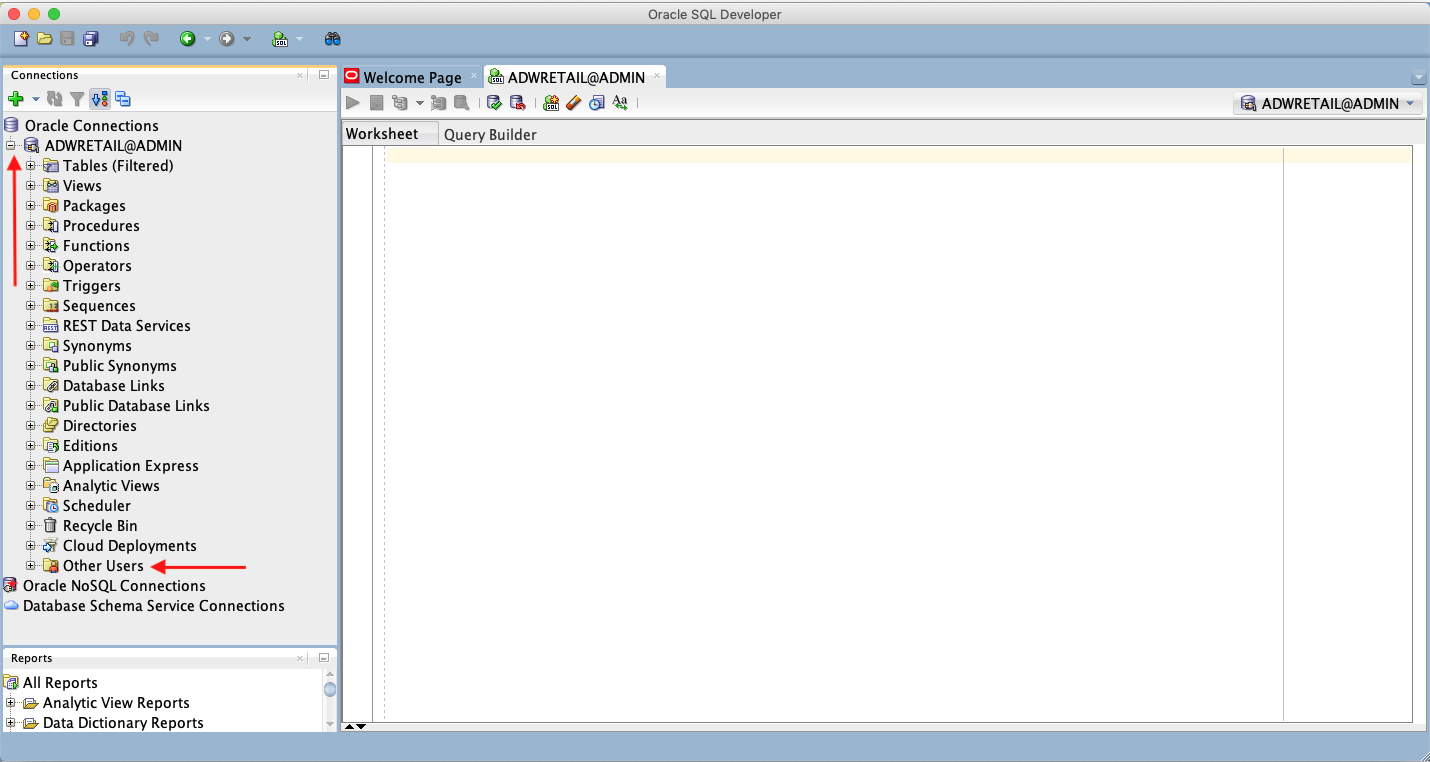 Oracle SQL Developer
Connections
Welcome Page
ADWRETAIL@ADMIN
ADWRETAIL@ADMIN
Oracle Connections
Worksheet
Query Builder
ADWRETAIL@ADMIN
Tables (Filtered)
Views
Packages
Procedures
Functions
Operators
Triggers
Sequences
REST Data Services
Synonyms
Public Synonyms
Database Links
Public Database Links
Directories
Editions
Application Express
Analytic Views
Scheduler
Recycle Bin
Cloud Deployments
Other Users
Oracle NoSQL Connections
Database Schema Service Connections
Reports
All Reports
Analytic View Reports
Data Dictionary Reports